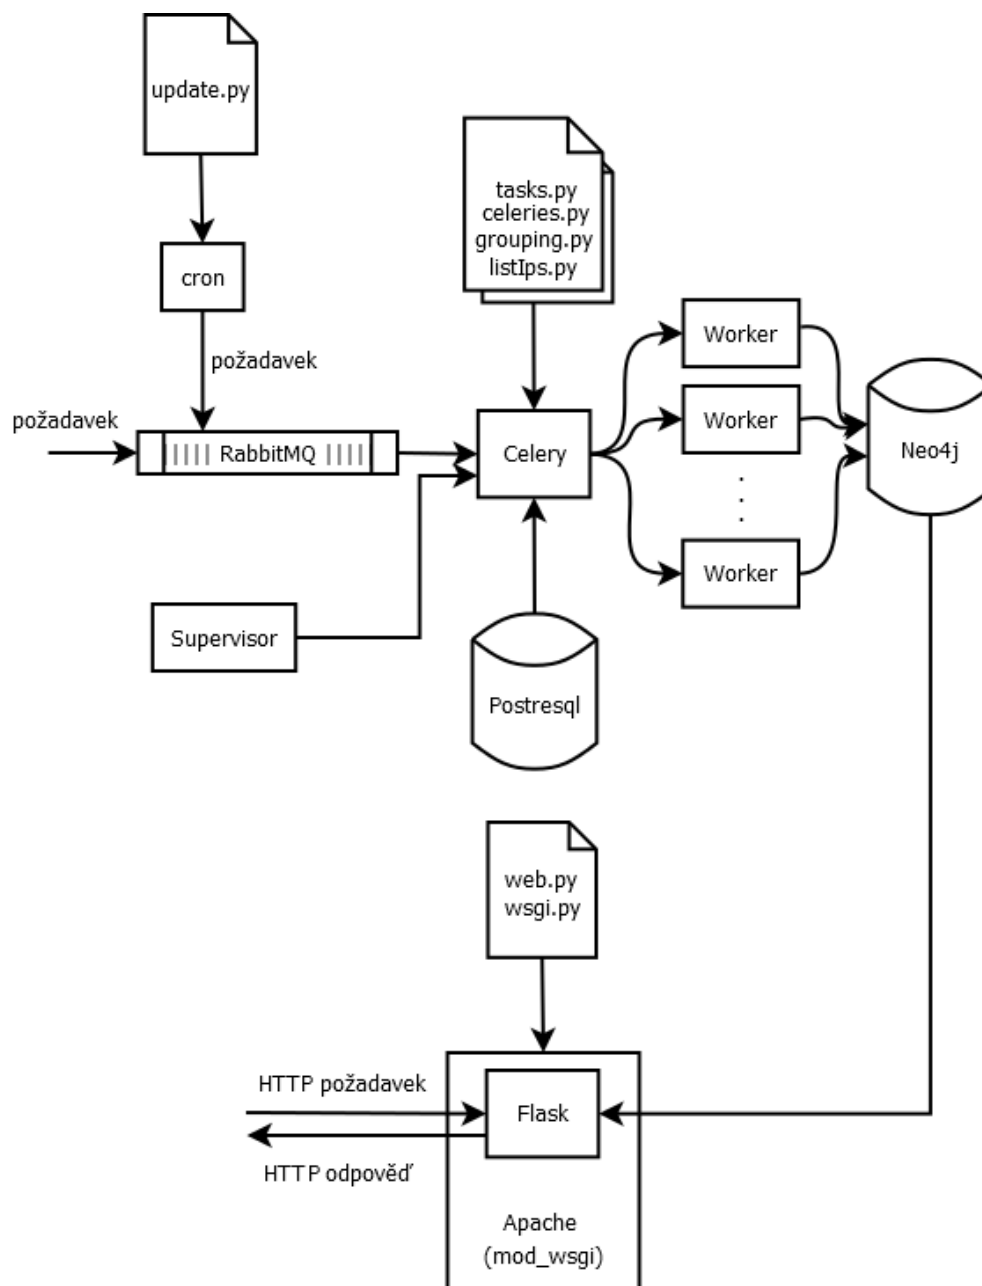 update.py
tasks.py
celeries.py
grouping.py
listIps.py
cron
požadavek
požadavek
RabbitMQ
Celery
Worker
Worker
.
.
.
Worker
Neo4j
Supervisor
Postresql
web.py
wsgi.py
HTTP požadavek
Flask
HTTP odpověď
Apache
(mod_wsgi)